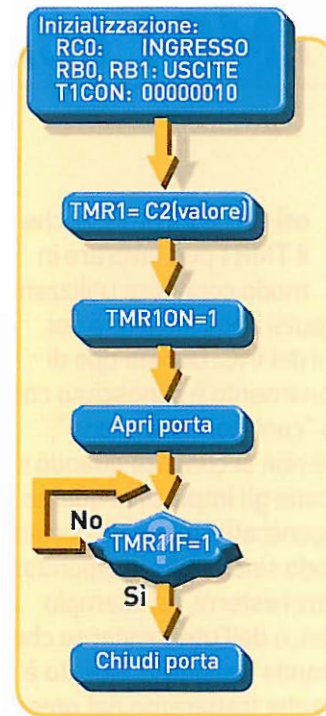 Inizializzazione:
RC0: INGRESSO
RB0, RB1: USCITE
T1CON: 00000010
TMR1= C2(valore)
TMR1ON=1
Apri porta
No
?
TMR1IF=1
Sì
Chiudi porta